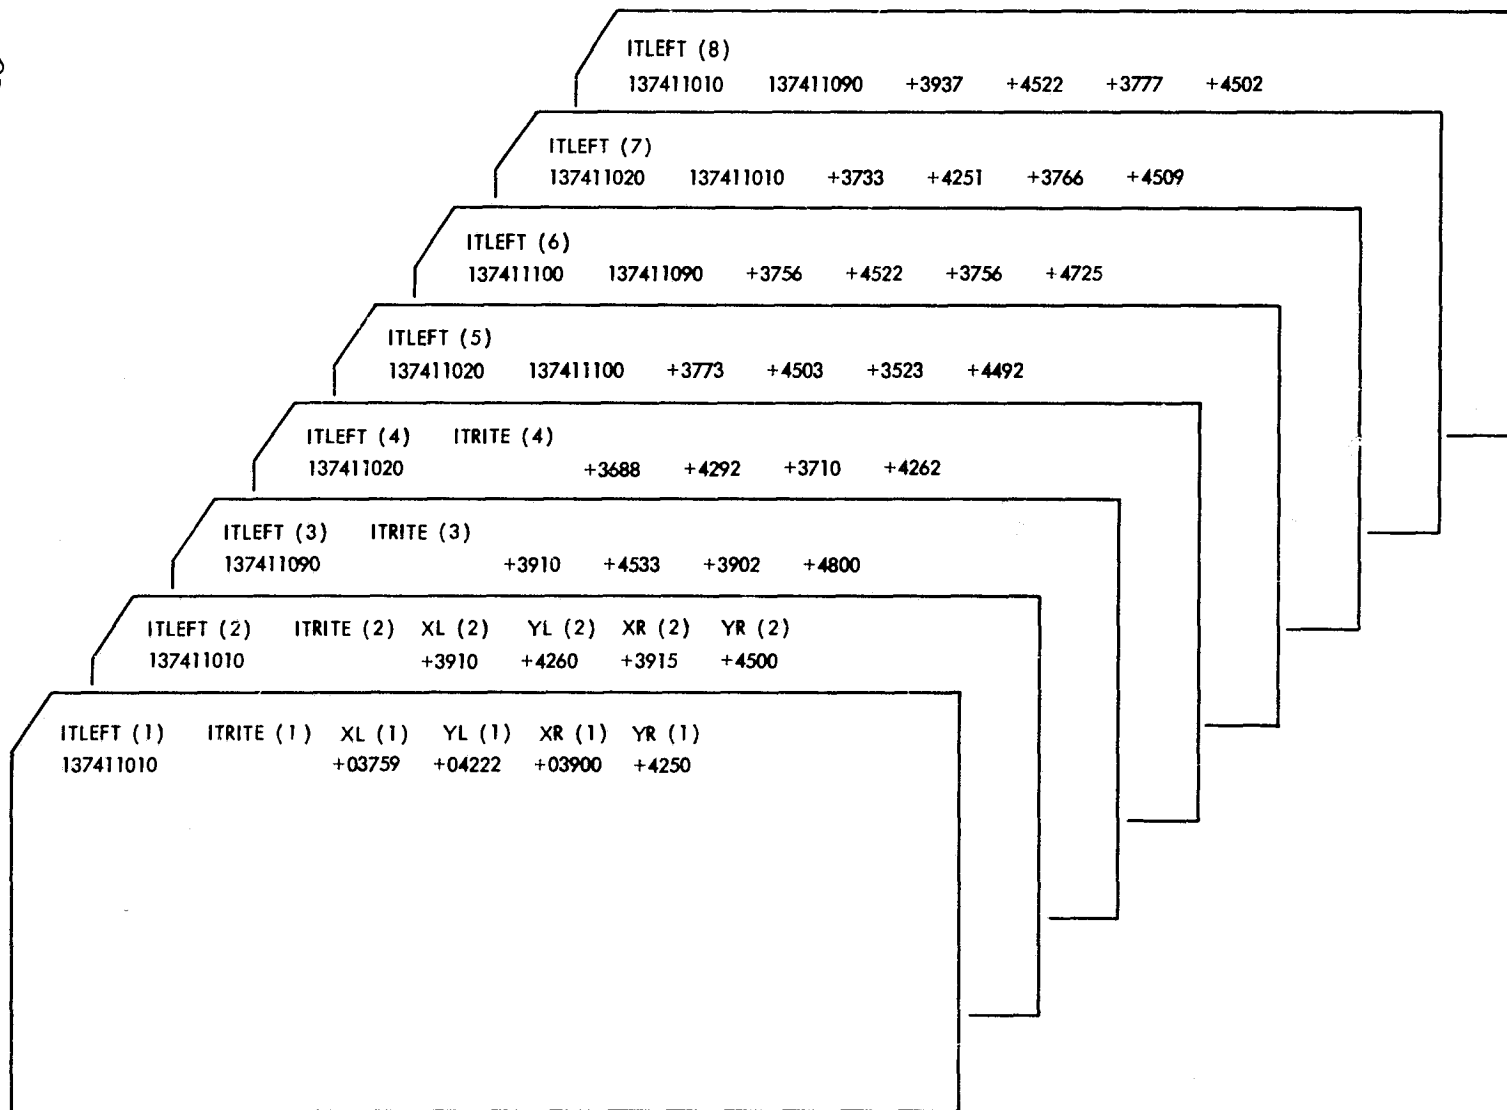 ITLEFT (8)
137411010 137411090 +3937 +4522 +3777 +4502
ITLEFT (7)
137411020 137411010 +3733 +4251 +3766 +4509
ITLEFT (6)
137411100 137411090 +3756 +4522 +3756 +4725
ITLEFT (5)
137411020 137411100 +3773 +4503 +3523 +4492
ITLEFT (4) ITRITE (4)
137411020 +3688 +4292 +3710 +4262
ITLEFT (3) ITRITE (3)
137411090 +3910 +4533 +3902 +4800
ITLEFT (2) ITRITE (2) XL (2) YL (2) XR (2) YR (2)
137411010 +3910 +4260 +3915 +4500
ITLEFT (1) ITRITE (1) XL (1) YL (1) XR (1) YR (1)
137411010 +03759 +04222 +03900 +4250